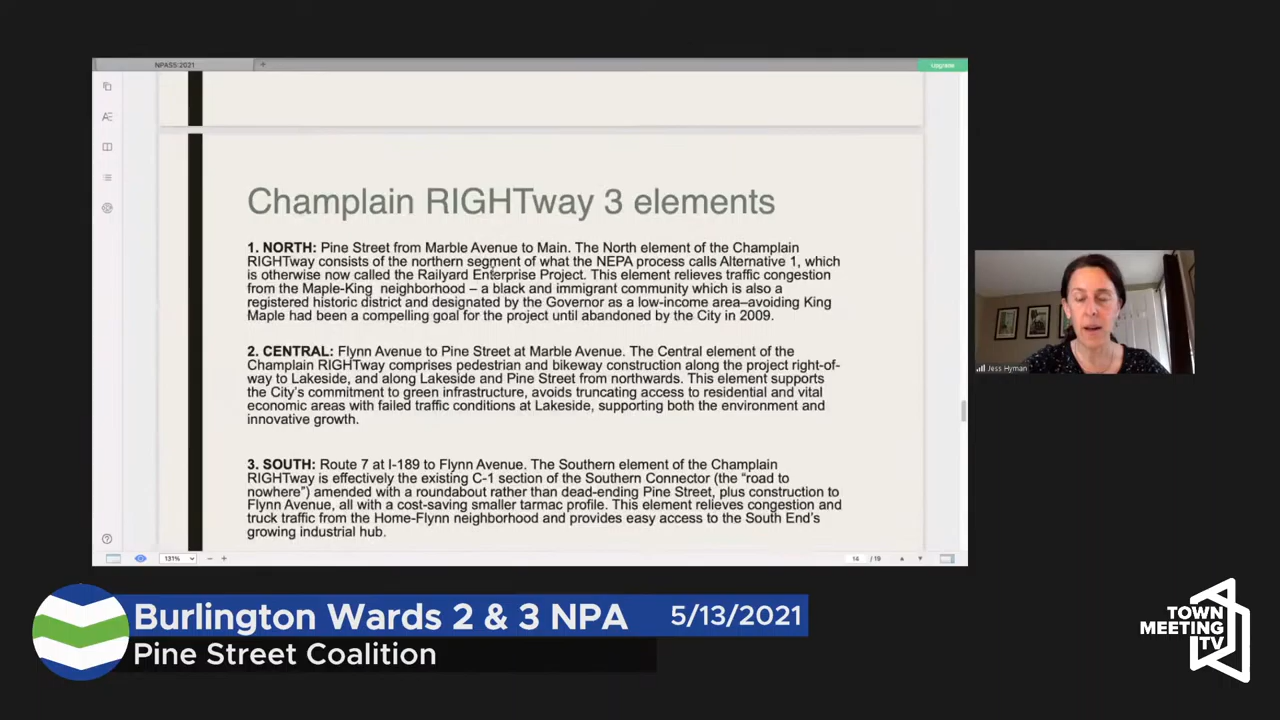 NPASS 2021
Upgrade
Champlain RIGHTway 3 elements
1. NORTH: Pine Street from Marble Avenue to Main. The North element of the Champlain
RIGHTway consists of the northern segment of what the NEPA process calls Alternative 1, which
is otherwise now called the Railyard Enterprise Project. This element relieves traffic congestion
from the Maple-King neighborhood – a black and immigrant community which is also a
registered historic district and designated by the Governor as a low-income area–avoiding King
Maple had been a compelling goal for the project until abandoned by the City in 2009.
2. CENTRAL: Flynn Avenue to Pine Street at Marble Avenue. The Central element of the
Champlain RIGHTway comprises pedestrian and bikeway construction along the project right-of-
way to Lakeside, and along Lakeside and Pine Street from northwards. This element supports
the City's commitment to green infrastructure, avoids truncating access to residential and vital
economic areas with failed traffic conditions at Lakeside, supporting both the environment and
innovative growth.
3. SOUTH: Route 7 at I-189 to Flynn Avenue. The Southern element of the Champlain
RIGHTway is effectively the existing C-1 section of the Southern Connector (the "road to
nowhere") amended with a roundabout rather than dead-ending Pine Street, plus construction to
Flynn Avenue, all with a cost-saving smaller tarmac profile. This element relieves congestion and
truck traffic from the Home-Flynn neighborhood and provides easy access to the South End's
growing industrial hub.
131%
14 / 19
Jess Hyman
Burlington Wards 2 & 3 NPA 5/13/2021
Pine Street Coalition
TOWN
MEETING
TV